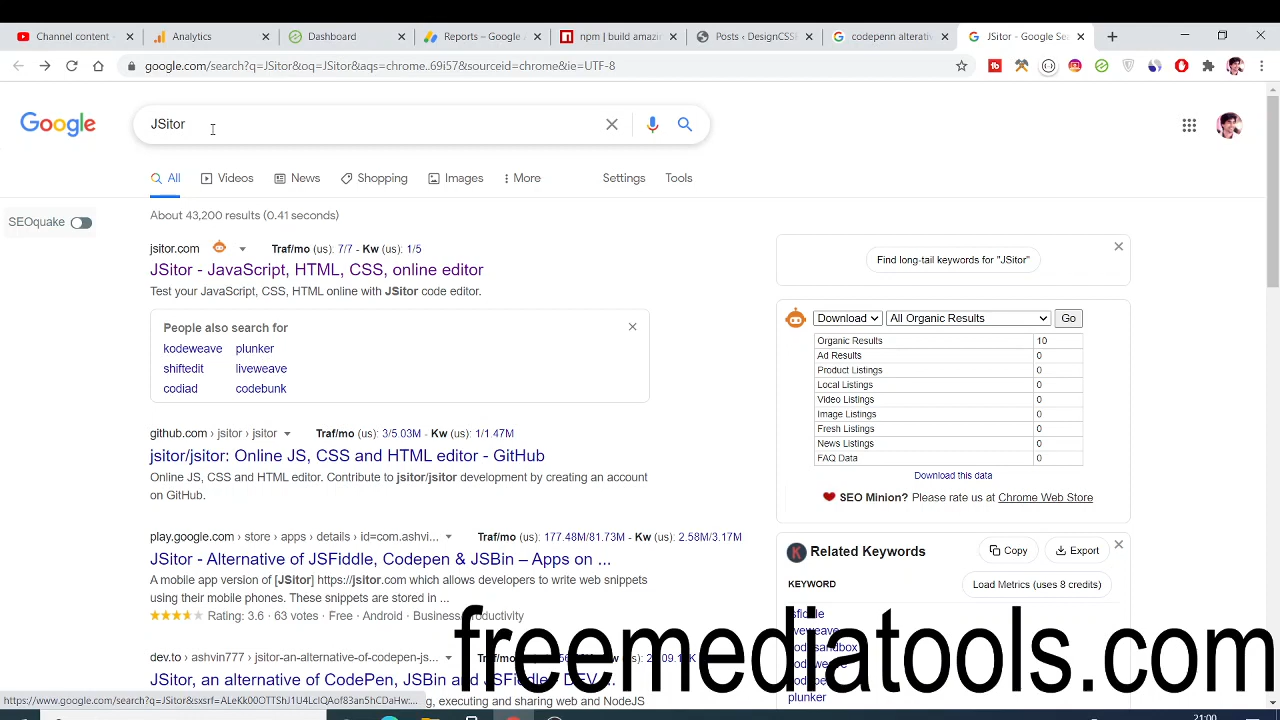 Channel content -
Analytics
Dashboard
Reports – Google
npm | build amazin
Posts ‹ DesignCSS
codepenn alterativ
JSitor - Google Se
google.com/search?q=JSitor&oq=JSitor&aqs=chrome..69i57&sourceid=chrome&ie=UTF-8
Google
JSitor
All
Videos
News
Shopping
Images
More
Settings
Tools
SEOquake
About 43,200 results (0.41 seconds)
jsitor.com Traf/mo (us): 7/7 - Kw (us): 1/5
JSitor - JavaScript, HTML, CSS, online editor
Test your JavaScript, CSS, HTML online with JSitor code editor.
People also search for
kodeweave plunker
shiftedit liveweave
codiad codebunk
github.com › jsitor › jsitor Traf/mo (us): 3/5.03M - Kw (us): 1/1.47M
jsitor/jsitor: Online JS, CSS and HTML editor - GitHub
Online JS, CSS and HTML editor. Contribute to jsitor/jsitor development by creating an account
on GitHub.
play.google.com › store › apps › details › id=com.ashvi... Traf/mo (us): 177.48M/81.73M - Kw (us): 2.58M/3.17M
JSitor - Alternative of JSFiddle, Codepen & JSBin – Apps on ...
A mobile app version of [JSitor] https://jsitor.com which allows developers to write web snippets
using their mobile phones. These snippets are stored in ...
Rating: 3.6 · 63 votes · Free · Android · Business/Productivity
dev.to › ashvin777 › jsitor-an-alternative-of-codepen-js...
JSitor, an alternative of CodePen, JSBin and JSFiddle - DEV ...
executing and sharing web and NodeJS
Find long-tail keywords for "JSitor"
Download All Organic Results Go
Organic Results 10
Ad Results 0
Product Listings 0
Local Listings 0
Video Listings 0
Image Listings 0
Fresh Listings 0
News Listings 0
FAQ Data 0
Download this data
SEO Minion? Please rate us at Chrome Web Store
Related Keywords Copy Export
KEYWORD Load Metrics (uses 8 credits)
plunker
freemediatools.com
21:00